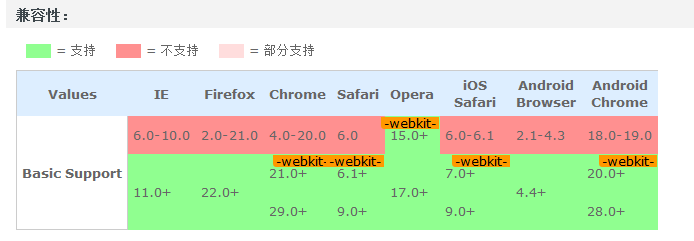 兼容性：
= 支持 = 不支持 = 部分支持
Values IE Firefox Chrome Safari Opera iOS Safari Android Browser Android Chrome
-webkit-
6.0-10.0 2.0-21.0 4.0-20.0 6.0 15.0+ 6.0-6.1 2.1-4.3 18.0-19.0
-webkit- -webkit- -webkit- -webkit-
21.0+ 6.1+ 7.0+ 20.0+
Basic Support 11.0+ 22.0+ 17.0+ 4.4+
29.0+ 9.0+ 9.0+ 28.0+